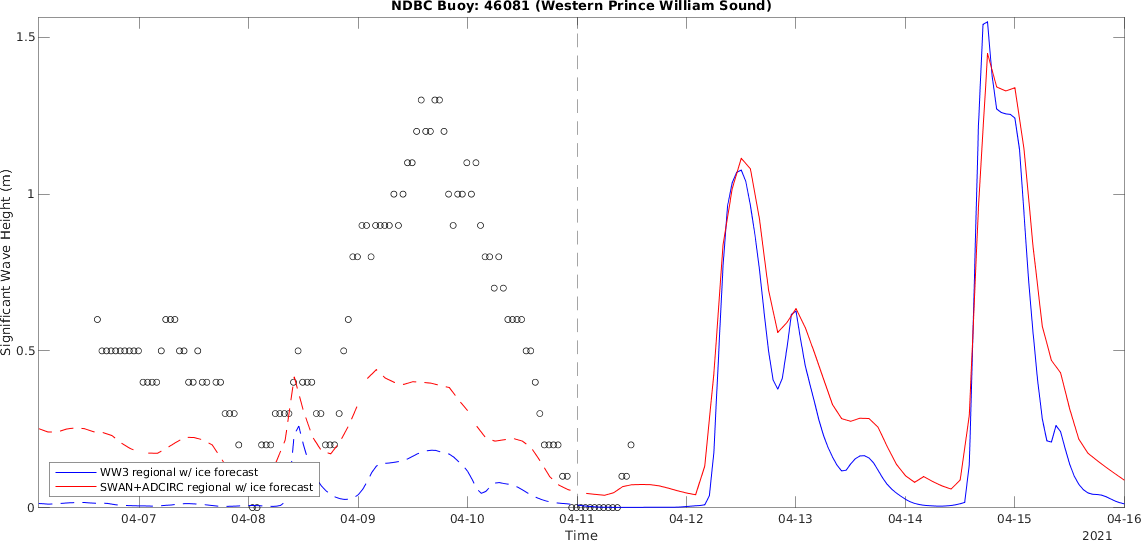 NDBC Buoy: 46081 (Western Prince William Sound)
Significant Wave Height (m)
1.5
1
0.5
0
WW3 regional w/ ice forecast
SWAN+ADCIRC regional w/ ice forecast
04-07 04-08 04-09 04-10 04-11 04-12 04-13 04-14 04-15 04-16
Time
2021